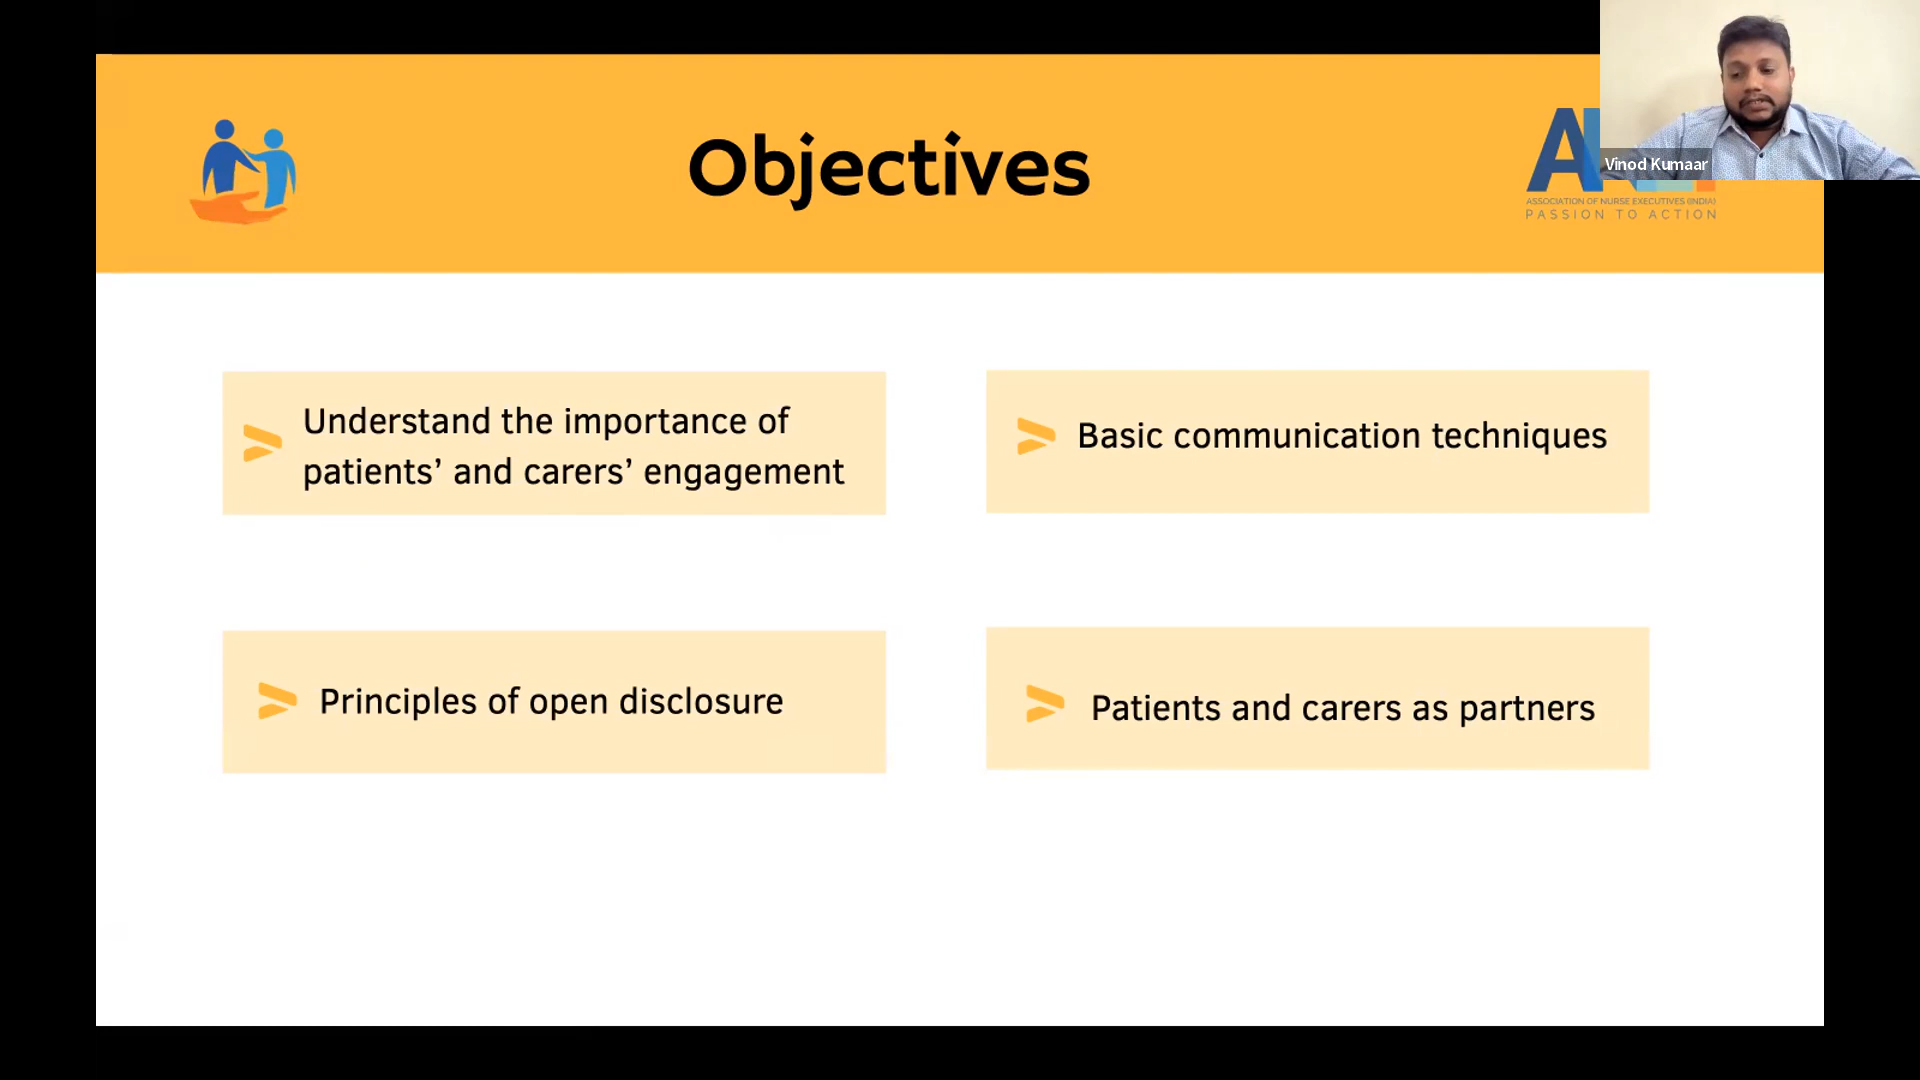 Objectives
Vinod Kumaar
ASSOCIATION OF NURSE EXECUTIVES (INDIA)
PASSION TO ACTION
Understand the importance of
patients’ and carers’ engagement
Basic communication techniques
Principles of open disclosure
Patients and carers as partners